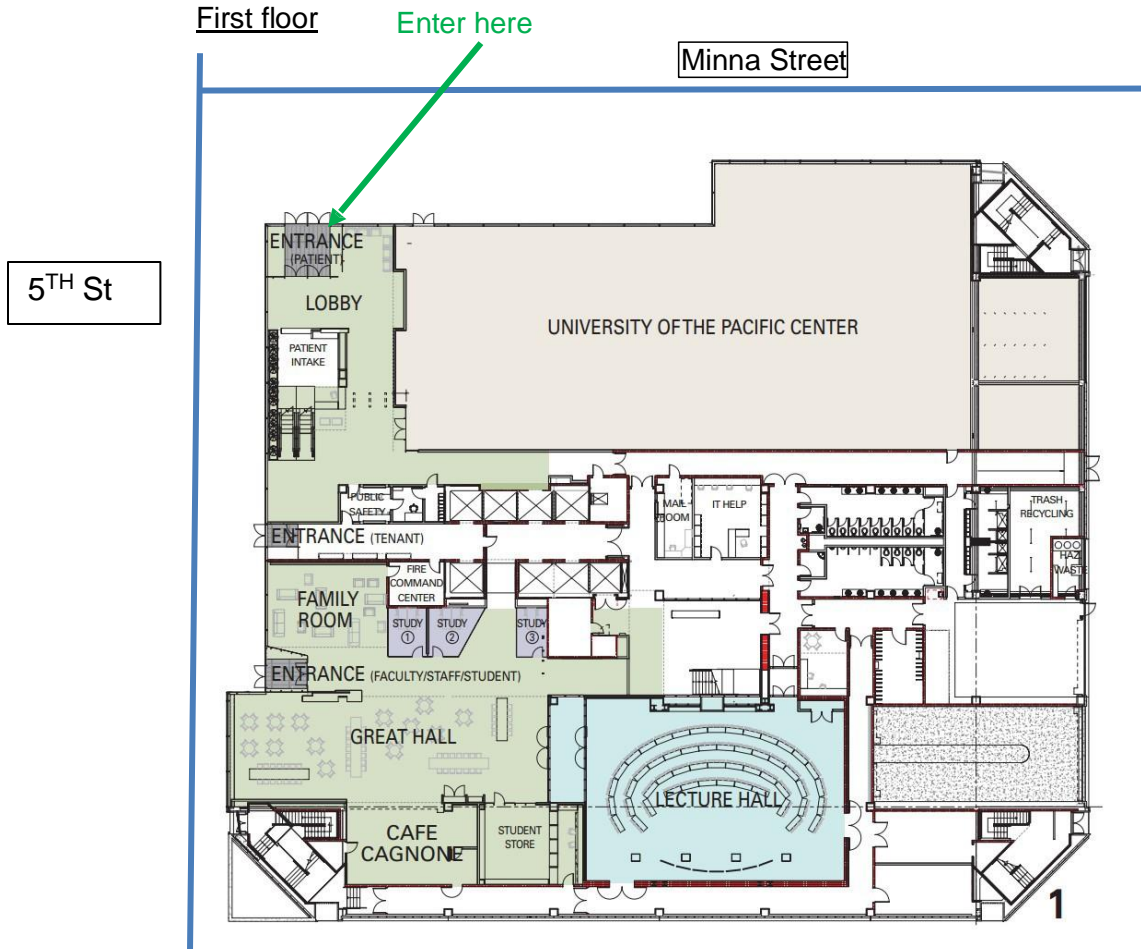 First floor
Enter here
Minna Street
5TH St
ENTRANCE
(PATIENT)
LOBBY
PATIENT
INTAKE
UNIVERSITY OF THE PACIFIC CENTER
PUBLIC
SAFETY
MAIL
ROOM
IT HELP
TRASH
RECYCLING
ENTRANCE (TENANT)
HAZ
WASTE
FIRE
COMMAND
CENTER
FAMILY
ROOM
STUDY
1
STUDY
2
STUDY
3
ENTRANCE (FACULTY/STAFF/STUDENT)
GREAT HALL
LECTURE HALL
CAFE
CAGNONE
STUDENT
STORE
1